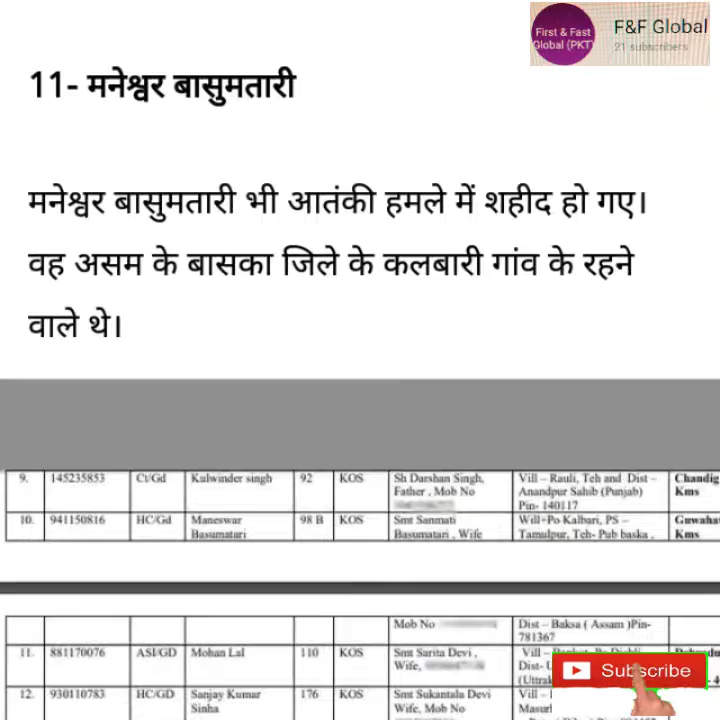 First & Fast
Global (PKT)
F&F Global
21 subscribers
11- मनेश्वर बासुमतारी
मनेश्वर बासुमतारी भी आतंकी हमले में शहीद हो गए।
वह असम के बासका जिले के कलबारी गांव के रहने
वाले थे।
9. 145235853 Ct/Gd Kulwinder singh 92 KOS Sh Darshan Singh, Vill – Rauli, Teh and Dist – Chandig
Father , Mob No Anandpur Sahib (Punjab) Kms
Pin- 140117
10. 941150816 HC/Gd Maneswar 98 B KOS Smt Sanmati Will+Po Kalbari, PS – Guwaha
Basumatari Basumatari , Wife Tamulpur, Teh- Pub baska , Kms
Mob No Dist – Baksa ( Assam )Pin-
781367
11. 881170076 ASI/GD Mohan Lal 110 KOS Smt Sarita Devi , Vill –
Wife, Dist-
(Uttrak
12. 930110783 HC/GD Sanjay Kumar 176 KOS Smt Sukantala Devi Vill –
Sinha Wife, Mob No Masur
Subscribe